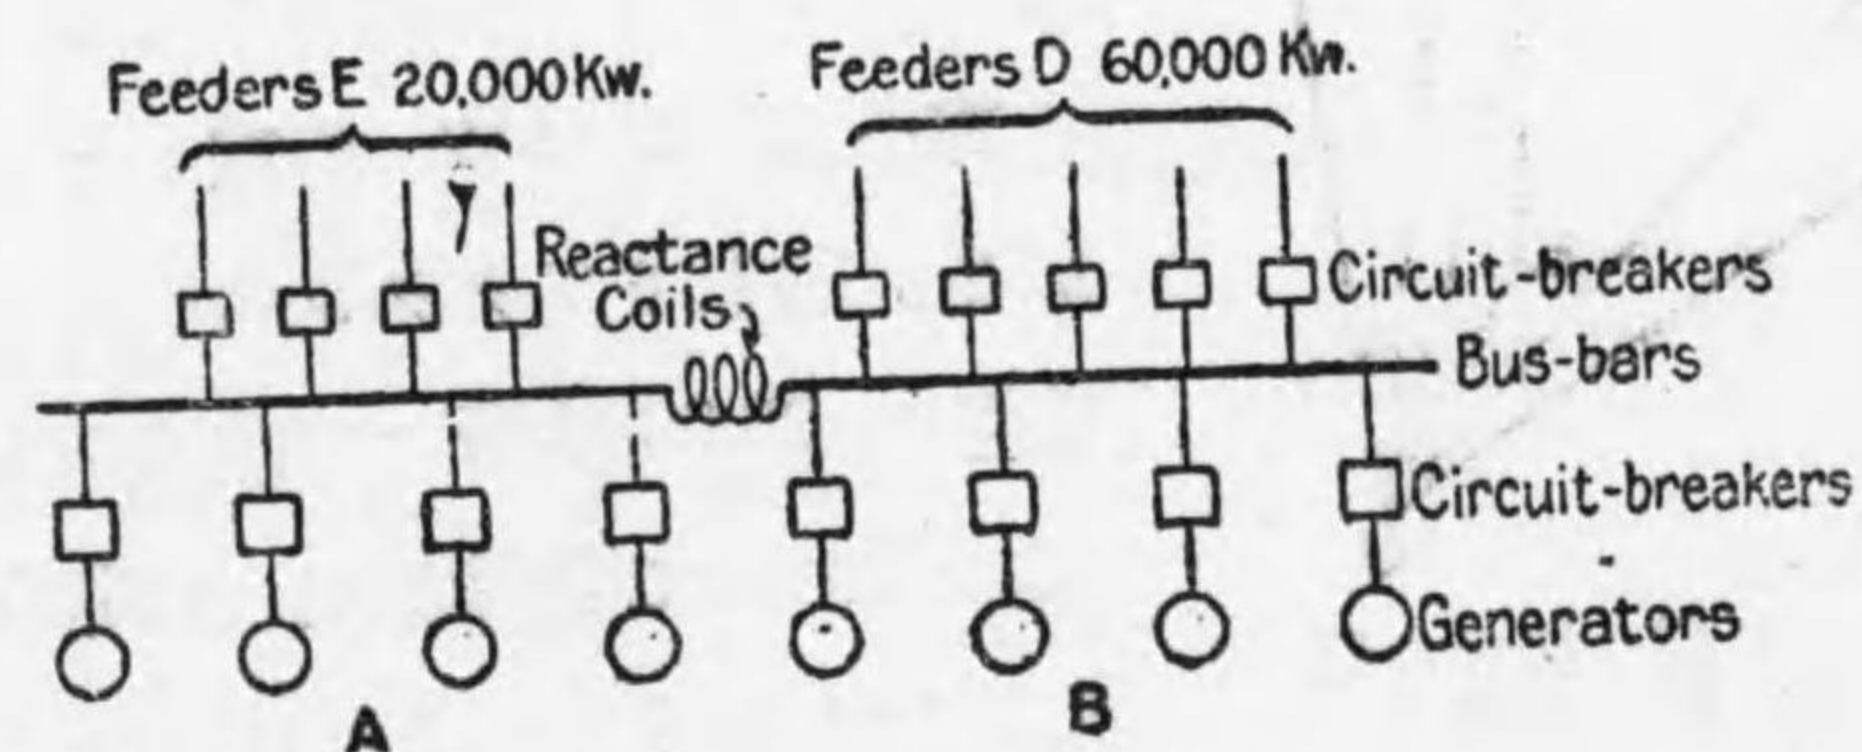 Feeders E 20,000 Kw.
Feeders D 60,000 Kw.
Reactance
Coils
Circuit-breakers
Bus-bars
Circuit-breakers
Generators
A
B